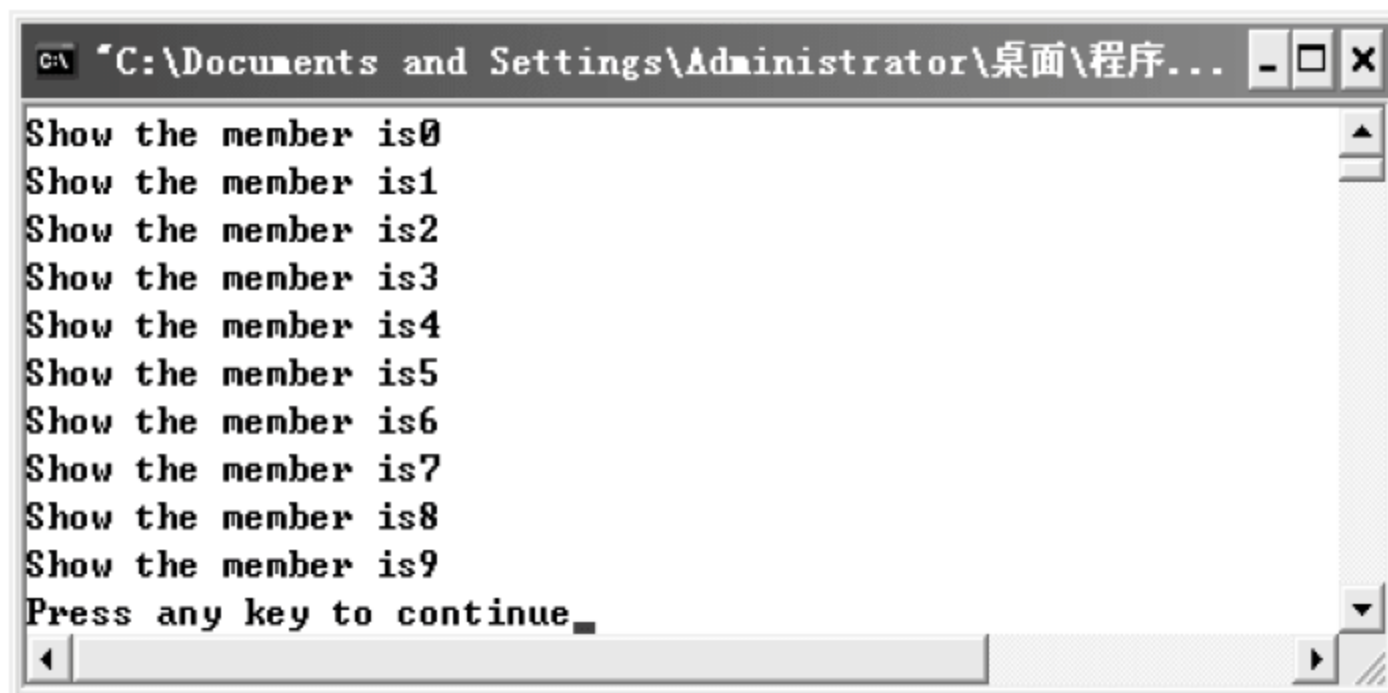 "C:\Documents and Settings\Administrator\桌面\程序...
Show the member is0
Show the member is1
Show the member is2
Show the member is3
Show the member is4
Show the member is5
Show the member is6
Show the member is7
Show the member is8
Show the member is9
Press any key to continue_